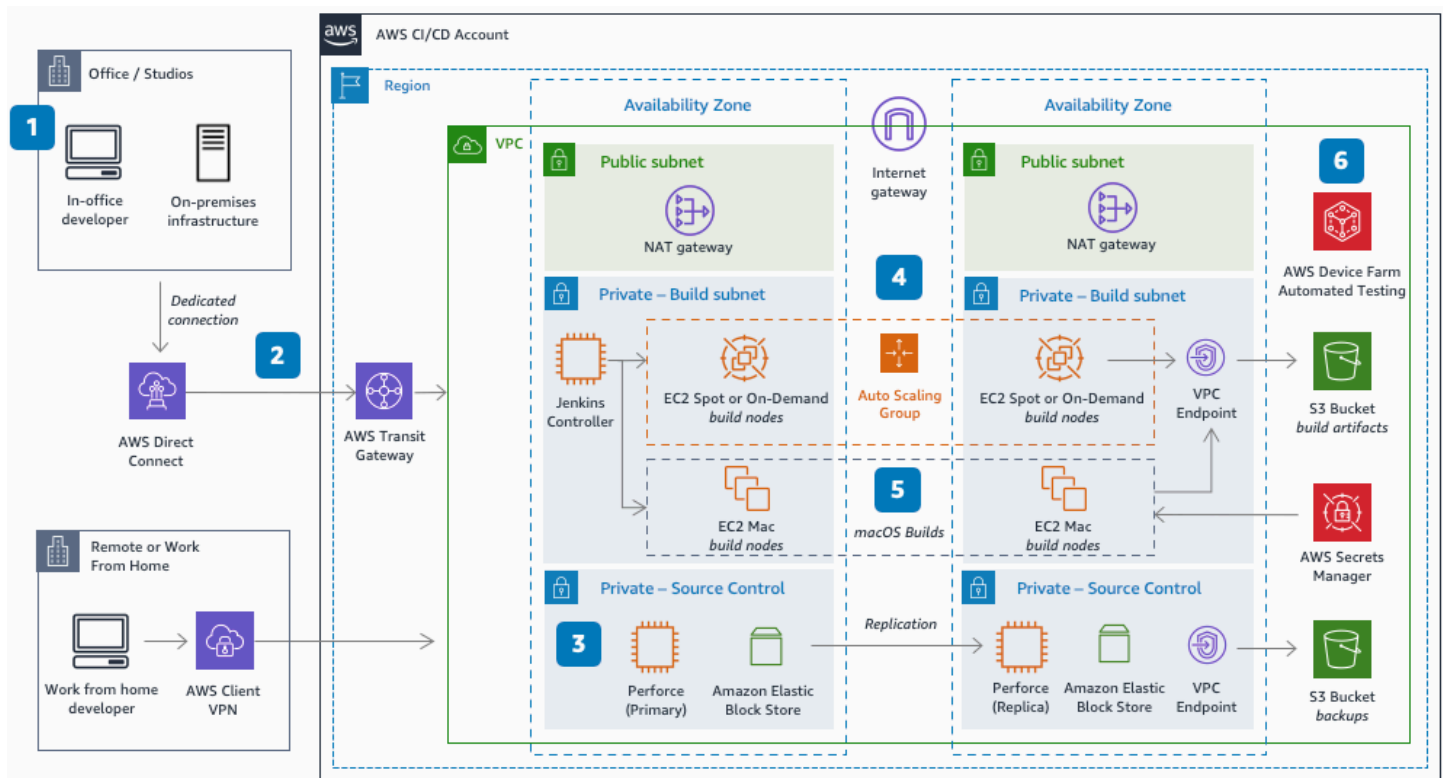 aws
AWS CI/CD Account
Office / Studios
1
In-office
developer
On-premises
infrastructure
Dedicated
connection
2
AWS Direct
Connect
AWS Transit
Gateway
Remote or Work
From Home
Work from home
developer
AWS Client
VPN
Region
VPC
Availability Zone
Public subnet
NAT gateway
Private – Build subnet
Jenkins
Controller
EC2 Spot or On-Demand
build nodes
EC2 Mac
build nodes
Private – Source Control
3
Perforce
(Primary)
Amazon Elastic
Block Store
Internet
gateway
4
Auto Scaling
Group
5
macOS Builds
Replication
Availability Zone
Public subnet
NAT gateway
Private – Build subnet
EC2 Spot or On-Demand
build nodes
VPC
Endpoint
EC2 Mac
build nodes
Private – Source Control
Perforce
(Replica)
Amazon Elastic
Block Store
VPC
Endpoint
6
AWS Device Farm
Automated Testing
S3 Bucket
build artifacts
AWS Secrets
Manager
S3 Bucket
backups